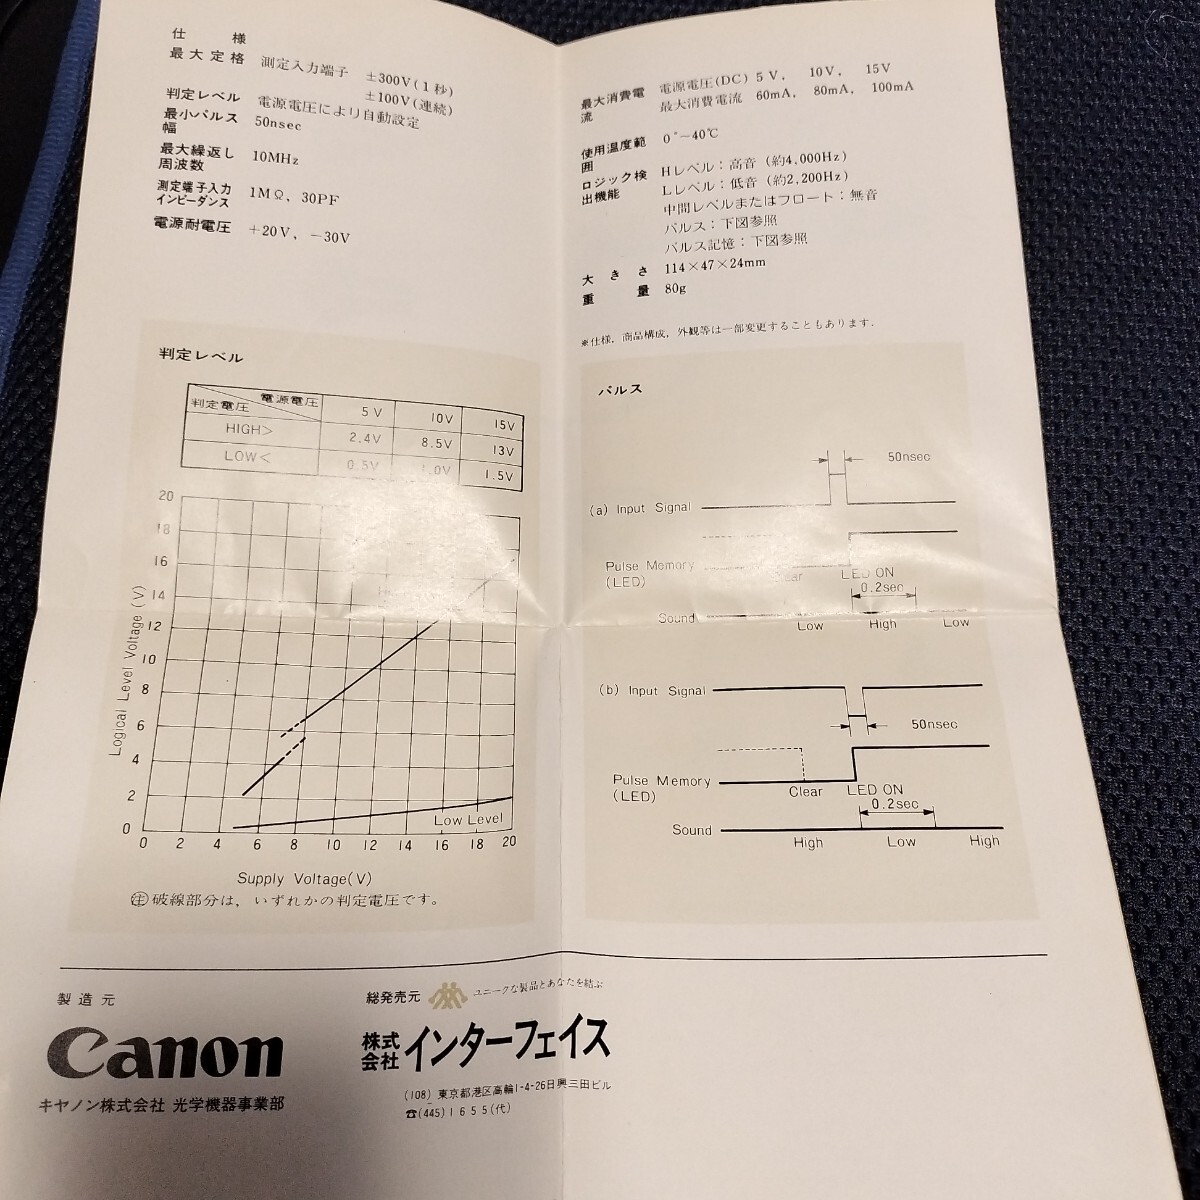 仕様
最大定格 測定入力端子 ±300V(1秒)
±100V(連続)
判定レベル 電源電圧により自動設定
最小パルス幅 50nsec
最大繰返し周波数 10MHz
測定端子入力インピーダンス 1MΩ, 30PF
電源耐電圧 +20V, −30V
最大消費電流 電源電圧(DC) 5V, 10V, 15V
最大消費電流 60mA, 80mA, 100mA
使用温度範囲 0°−40℃
ロジック検出機能 Hレベル：高音 (約4,000Hz)
Lレベル：低音 (約2,200Hz)
中間レベルまたはフロート：無音
パルス：下図参照
パルス記憶：下図参照
大きさ 114×47×24mm
重量 80g
※仕様, 商品構成, 外観等は一部変更することもあります.
判定レベル
電源電圧 5V 10V 15V
判定電圧
HIGH> 2.4V 8.5V 13V
LOW< 0.5V 1.0V 1.5V
Logical Level Voltage (V)
20
18
16
14
12
10
8
6
4
2
0
Low Level
0 2 4 6 8 10 12 14 16 18 20
Supply Voltage(V)
㊟破線部分は, いずれかの判定電圧です。
パルス
50nsec
(a) Input Signal
Pulse Memory
(LED)
LED ON
0.2sec
Sound
Low High Low
(b) Input Signal
50nsec
Pulse Memory
(LED)
Clear LED ON
0.2sec
Sound
High Low High
製造元
Canon
キヤノン株式会社 光学機器事業部
総発売元
ユニークな製品とあなたを結ぶ
株式会社 インターフェイス
(108) 東京都港区高輪1-4-26日興三田ビル
☎(445)1655(代)